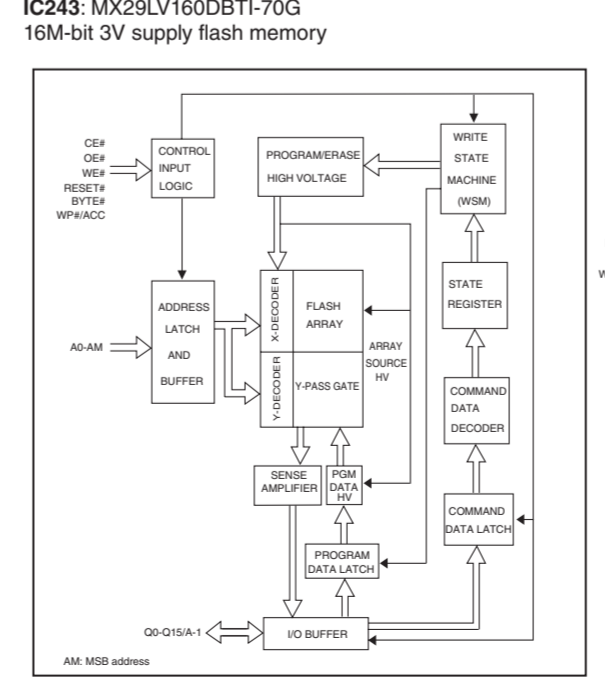 IC243: MX29LV160DBTI-70G
16M-bit 3V supply flash memory
CE#
OE#
WE#
RESET#
BYTE#
WP#/ACC
CONTROL
INPUT
LOGIC
PROGRAM/ERASE
HIGH VOLTAGE
WRITE
STATE
MACHINE
(WSM)
A0-AM
ADDRESS
LATCH
AND
BUFFER
X-DECODER
FLASH
ARRAY
Y-DECODER
Y-PASS GATE
ARRAY
SOURCE
HV
STATE
REGISTER
COMMAND
DATA
DECODER
SENSE
AMPLIFIER
PGM
DATA
HV
COMMAND
DATA LATCH
PROGRAM
DATA LATCH
Q0-Q15/A-1
I/O BUFFER
AM: MSB address